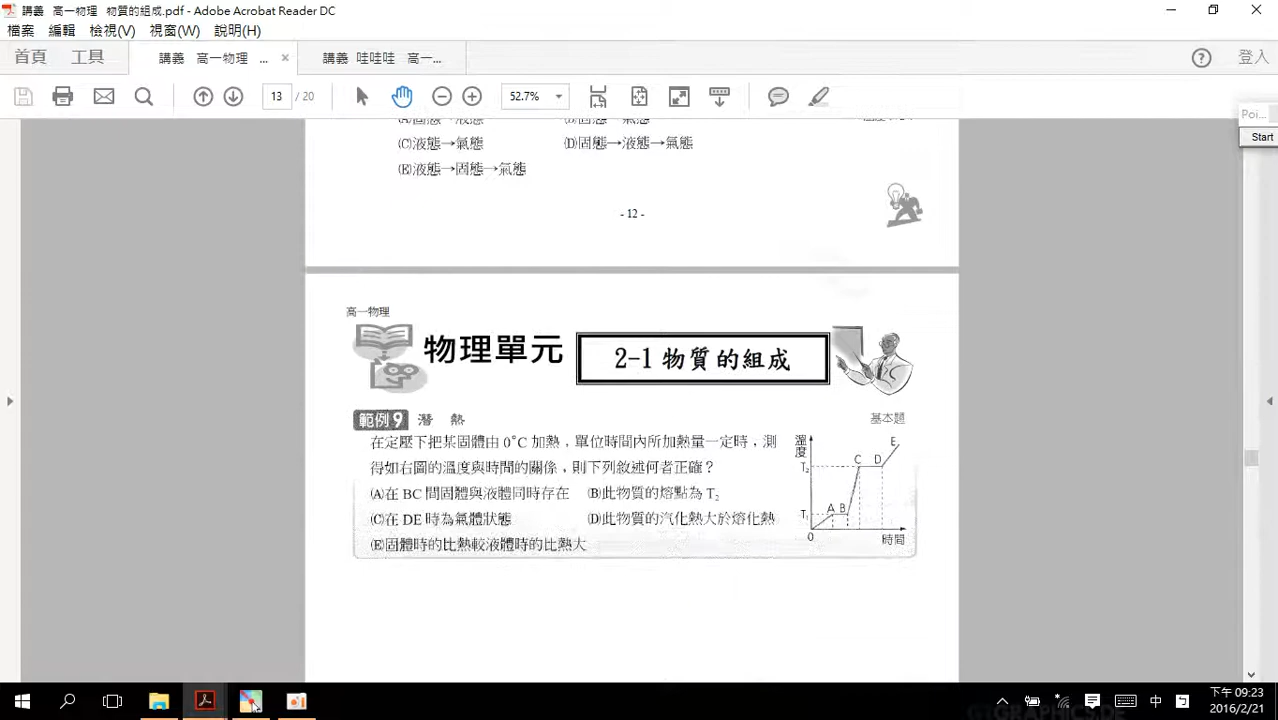 講義 高一物理 物質的組成.pdf - Adobe Acrobat Reader DC
檔案 編輯 檢視(V) 視窗(W) 說明(H)
首頁 工具 講義 高一物理 ... × 講義 哇哇哇 高一... 登入
13 / 20 52.7%
Poi...
Start
(C)液態→氣態 (D)固態→液態→氣態
(E)液態→固態→氣態
- 12 -
高一物理
物理單元 2-1 物質的組成
範例 9 潛 熱 基本題
在定壓下把某固體由 0°C 加熱，單位時間內所加熱量一定時，測
得如右圖的溫度與時間的關係，則下列敘述何者正確？
(A)在 BC 間固體與液體同時存在 (B)此物質的熔點為 T₂
(C)在 DE 時為氣體狀態 (D)此物質的汽化熱大於熔化熱
(E)固體時的比熱較液體時的比熱大
溫度
E
C D
T₂
A B
T₁
0
時間
中
下午 09:23
2016/2/21